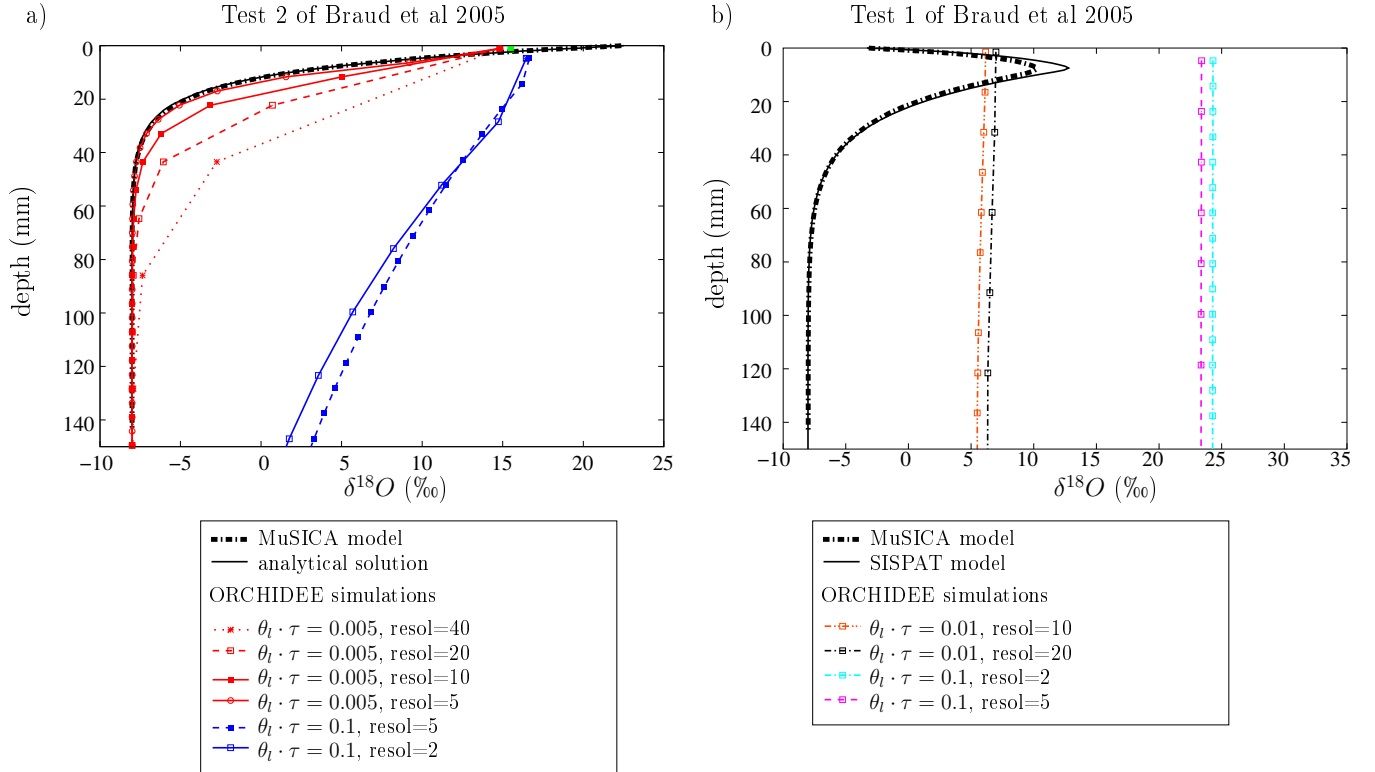 a)
Test 2 of Braud et al 2005
0
20
40
60
80
100
120
140
depth (mm)
−10
−5
0
5
10
15
20
25
δ¹⁸O (‰)
MuSICA model
analytical solution
ORCHIDEE simulations
θₗ · τ = 0.005, resol=40
θₗ · τ = 0.005, resol=20
θₗ · τ = 0.005, resol=10
θₗ · τ = 0.005, resol=5
θₗ · τ = 0.1, resol=5
θₗ · τ = 0.1, resol=2
b)
Test 1 of Braud et al 2005
0
20
40
60
80
100
120
140
depth (mm)
−10
−5
0
5
10
15
20
25
30
35
δ¹⁸O (‰)
MuSICA model
SISPAT model
ORCHIDEE simulations
θₗ · τ = 0.01, resol=10
θₗ · τ = 0.01, resol=20
θₗ · τ = 0.1, resol=2
θₗ · τ = 0.1, resol=5